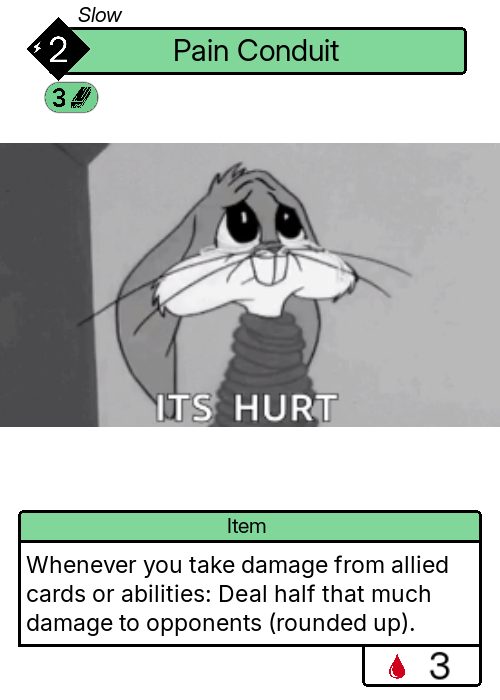 Slow
2
Pain Conduit
3
ITS HURT
Item
Whenever you take damage from allied
cards or abilities: Deal half that much
damage to opponents (rounded up).
3